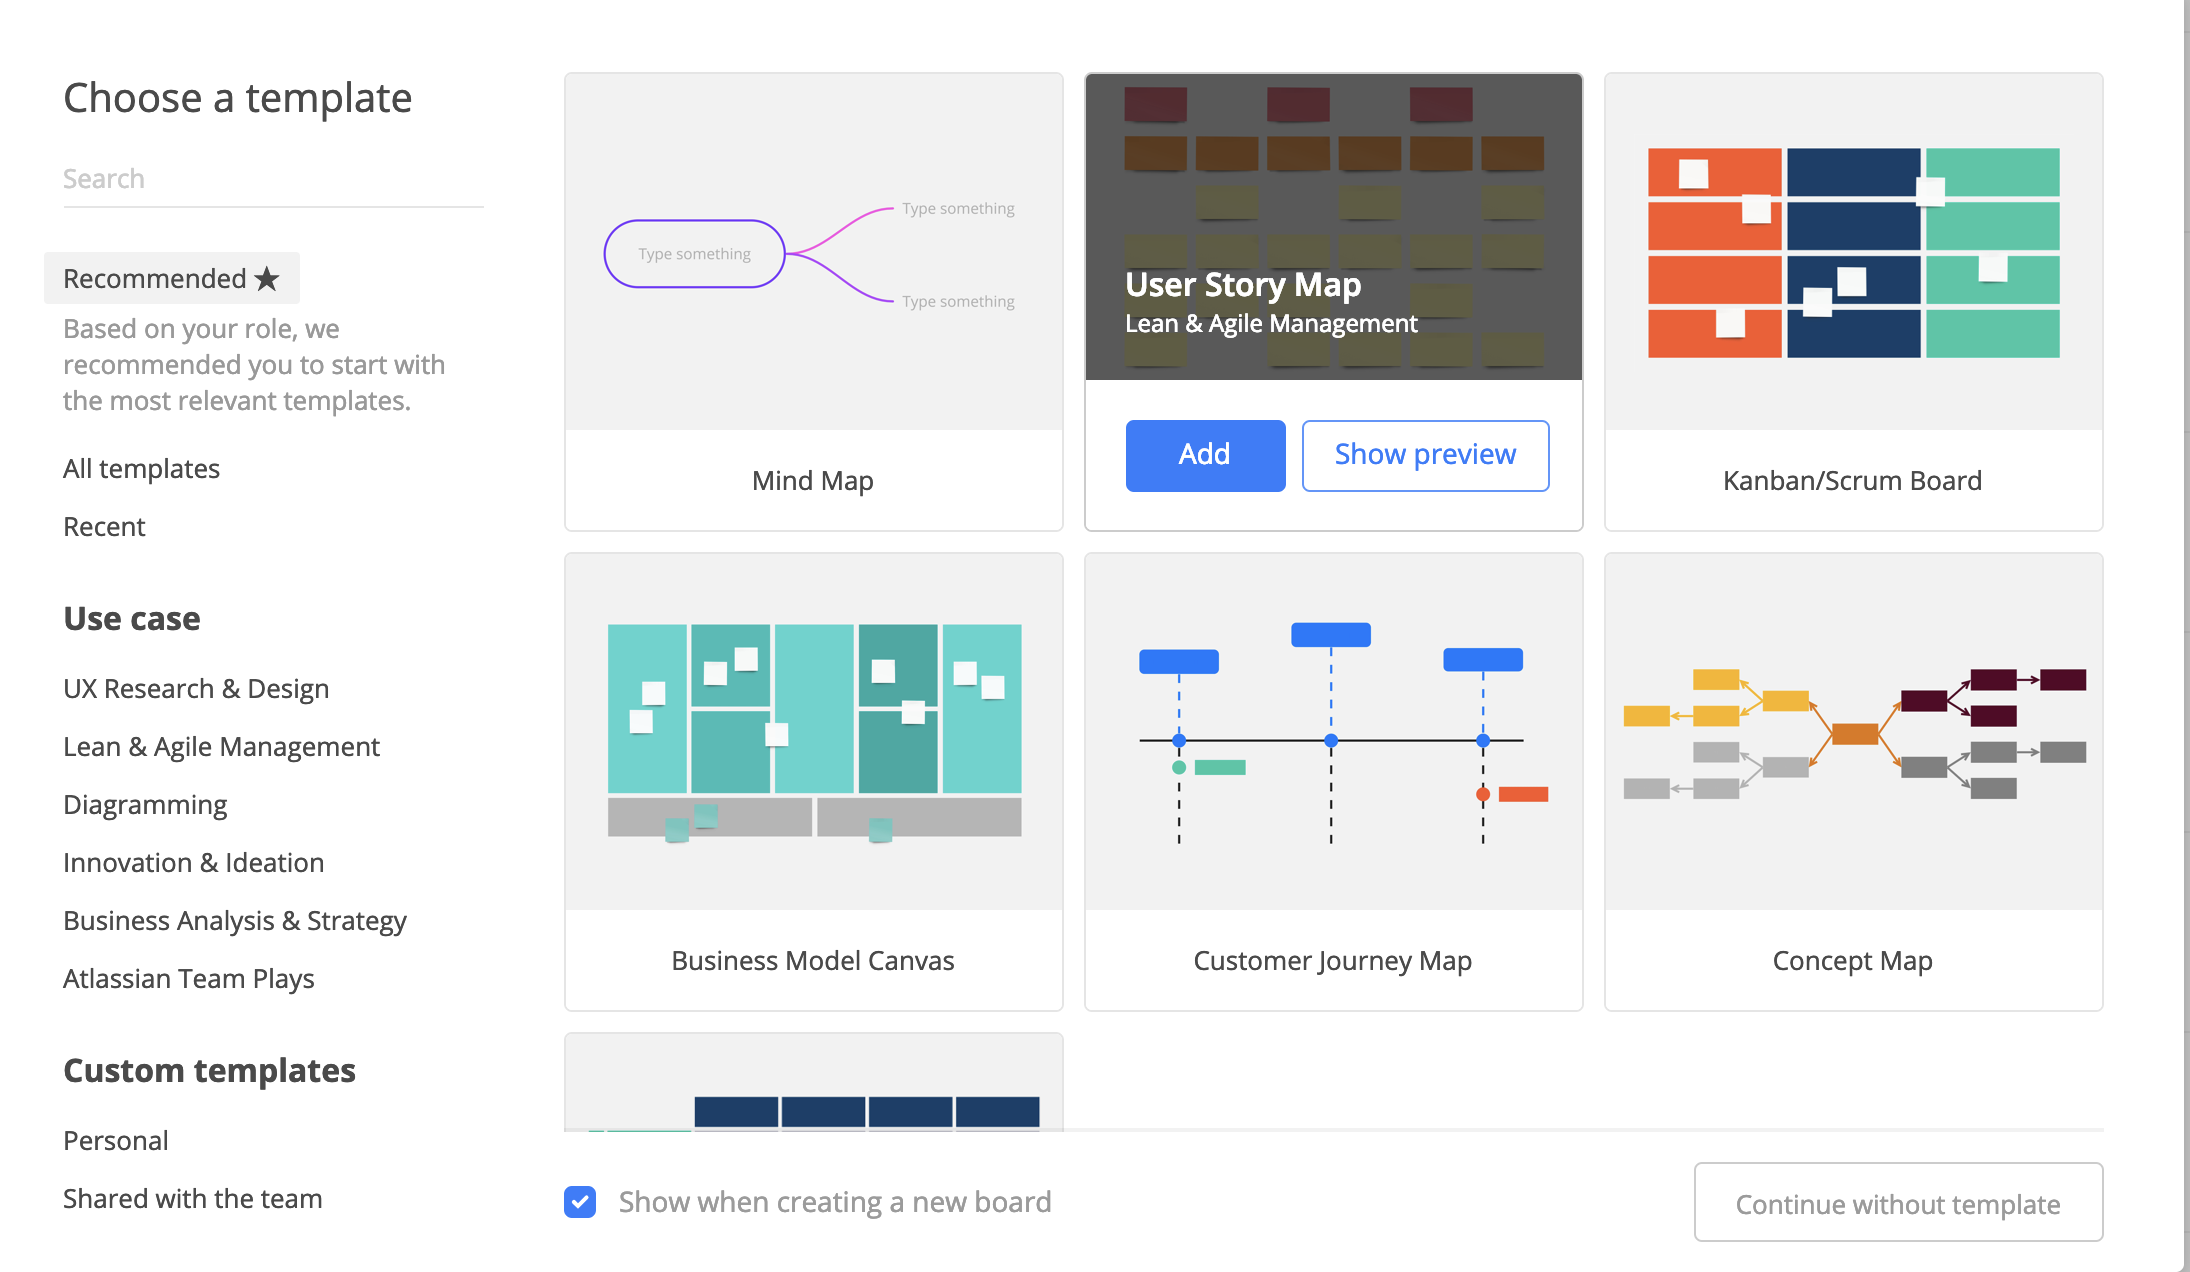 Choose a template
Search
Recommended ★
Based on your role, we
recommended you to start with
the most relevant templates.
All templates
Recent
Use case
UX Research & Design
Lean & Agile Management
Diagramming
Innovation & Ideation
Business Analysis & Strategy
Atlassian Team Plays
Custom templates
Personal
Shared with the team
Type something
Type something
Type something
Mind Map
User Story Map
Lean & Agile Management
Add
Show preview
Kanban/Scrum Board
Business Model Canvas
Customer Journey Map
Concept Map
Show when creating a new board
Continue without template